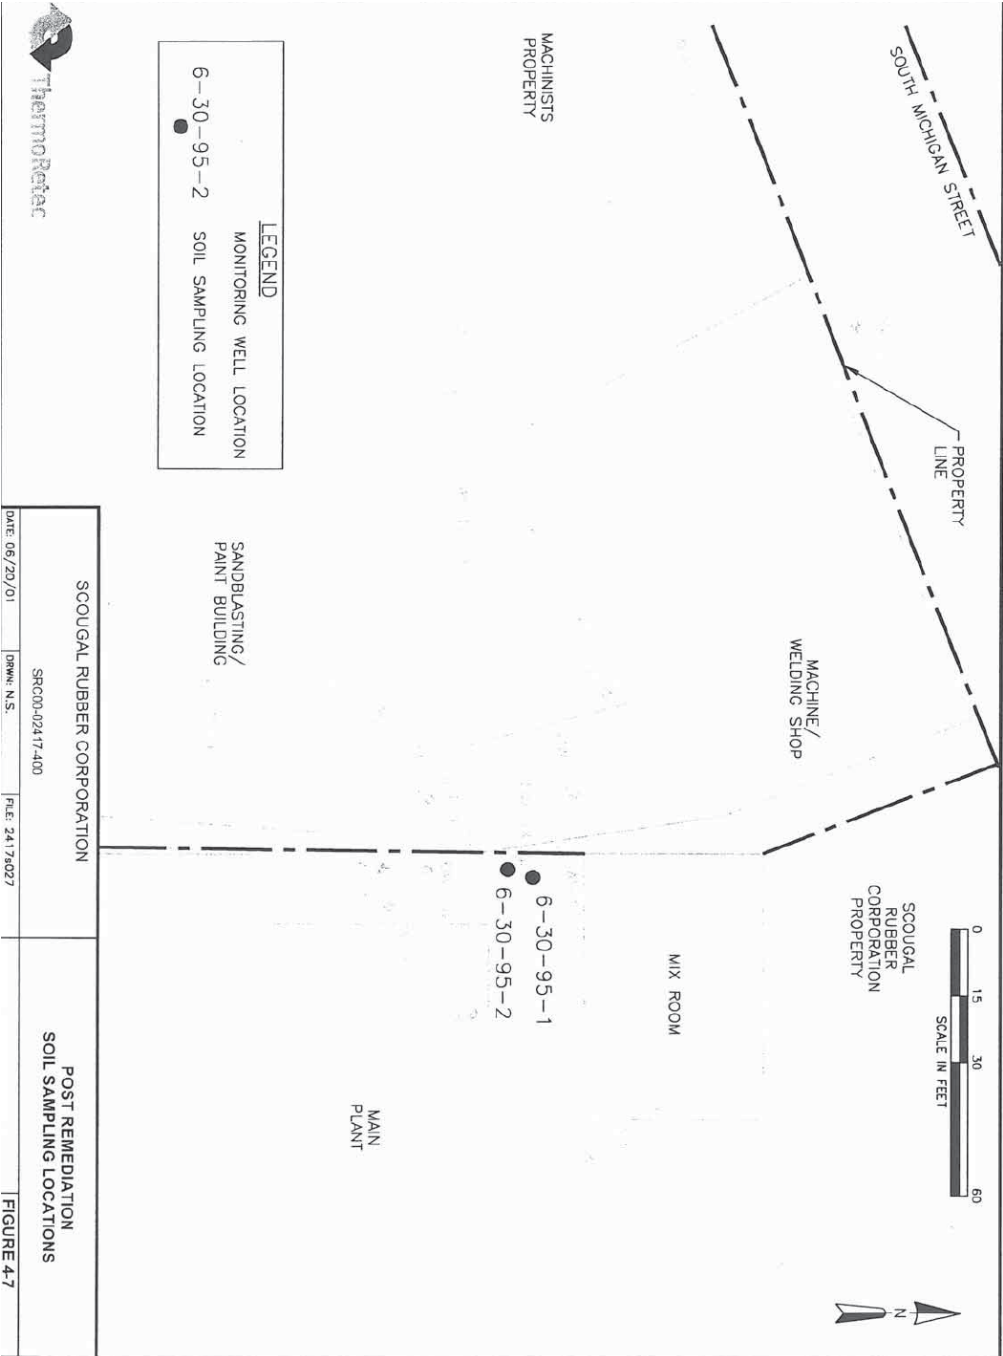 SOUTH MICHIGAN STREET
PROPERTY
LINE
MACHINISTS
PROPERTY
MACHINE/
WELDING SHOP
SCOUGAL
RUBBER
CORPORATION
PROPERTY
0 15 30 60
SCALE IN FEET
N
MIX ROOM
6-30-95-1
6-30-95-2
MAIN
PLANT
SANDBLASTING/
PAINT BUILDING
LEGEND
MONITORING WELL LOCATION
6-30-95-2 SOIL SAMPLING LOCATION
ThermoRetec
SCOUGAL RUBBER CORPORATION
SRC00-02417-400
DATE: 06/20/01
DRWN: N.S.
FILE: 2417s027
POST REMEDIATION
SOIL SAMPLING LOCATIONS
FIGURE 4-7